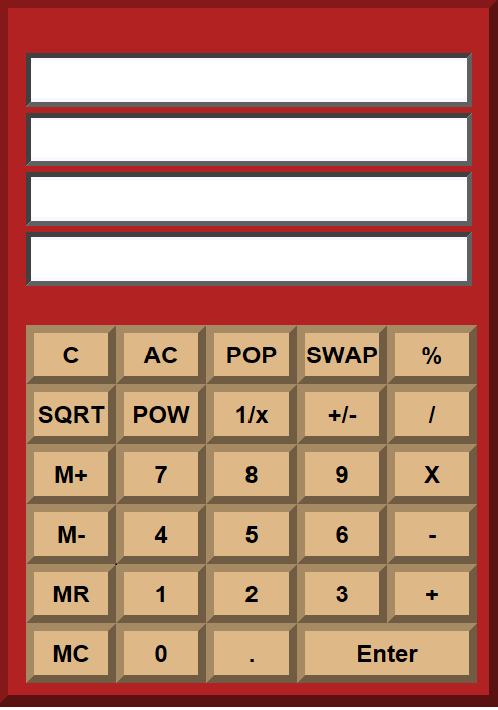 C AC POP SWAP %
SQRT POW 1/x +/- /
M+ 7 8 9 X
M- 4 5 6 -
MR 1 2 3 +
MC 0 . Enter